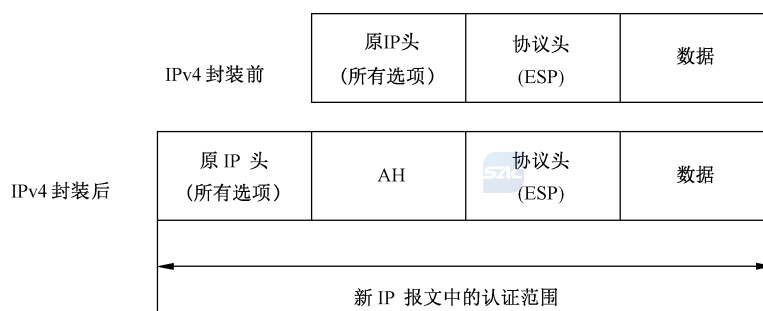 IPv4 封装前
原IP头
(所有选项)
协议头
(ESP)
数据
IPv4 封装后
原 IP 头
(所有选项)
AH
SZIC
协议头
(ESP)
数据
新 IP 报文中的认证范围